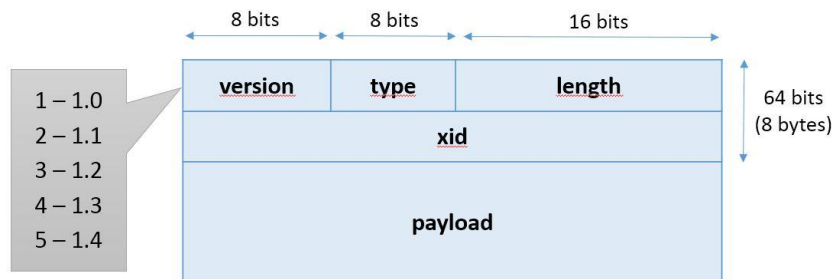 8 bits 8 bits 16 bits
version type length
64 bits
(8 bytes)
1 – 1.0
2 – 1.1
3 – 1.2
4 – 1.3
5 – 1.4
xid
payload